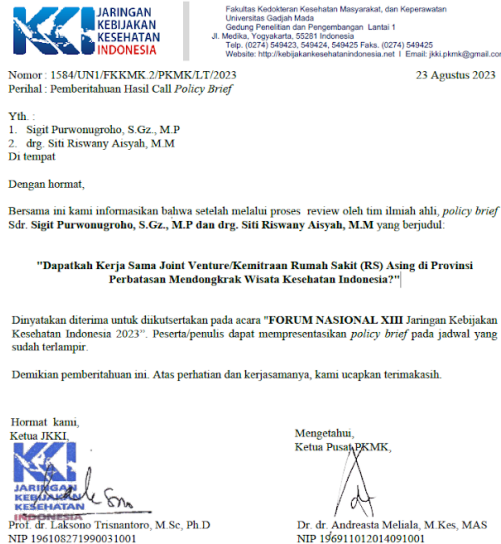 JARINGAN
KEBIJAKAN
KESEHATAN
INDONESIA
Fakultas Kedokteran Kesehatan Masyarakat, dan Keperawatan
Universitas Gadjah Mada
Gedung Penelitian dan Pengembangan Lantai 1
Jl. Medika, Yogyakarta, 55281 Indonesia
Telp. (0274) 549423, 549424, 549425 Faks. (0274) 549425
Website: http://kebijakankesehatanindonesia.net I Email: jkki.pkmk@gmail.com
Nomor : 1584/UN1/FKKMK.2/PKMK/LT/2023 23 Agustus 2023
Perihal : Pemberitahuan Hasil Call Policy Brief
Yth. :
1. Sigit Purwonugroho, S.Gz., M.P
2. drg. Siti Riswany Aisyah, M.M
Di tempat
Dengan hormat,
Bersama ini kami informasikan bahwa setelah melalui proses review oleh tim ilmiah ahli, policy brief
Sdr. Sigit Purwonugroho, S.Gz., M.P dan drg. Siti Riswany Aisyah, M.M yang berjudul:
"Dapatkah Kerja Sama Joint Venture/Kemitraan Rumah Sakit (RS) Asing di Provinsi
Perbatasan Mendongkrak Wisata Kesehatan Indonesia?"
Dinyatakan diterima untuk diikutsertakan pada acara "FORUM NASIONAL XIII Jaringan Kebijakan
Kesehatan Indonesia 2023". Peserta/penulis dapat mempresentasikan policy brief pada jadwal yang
sudah terlampir.
Demikian pemberitahuan ini. Atas perhatian dan kerjasamanya, kami ucapkan terimakasih.
Hormat kami,
Ketua JKKI,
JARINGAN
KEBIJAKAN
KESEHATAN
INDONESIA
Prof. dr. Laksono Trisnantoro, M.Sc, Ph.D
NIP 196108271990031001
Mengetahui,
Ketua Pusat PKMK,
Dr. dr. Andreasta Meliala, M.Kes, MAS
NIP 196911012014091001